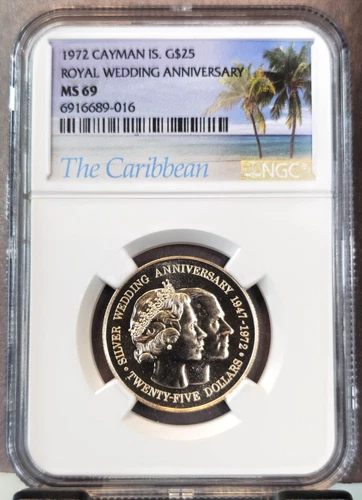 1972 CAYMAN IS. G$25
ROYAL WEDDING ANNIVERSARY
MS 69
6916689-016
The Caribbean
NGC
SILVER WEDDING ANNIVERSARY 1947-1972
• TWENTY-FIVE DOLLARS •